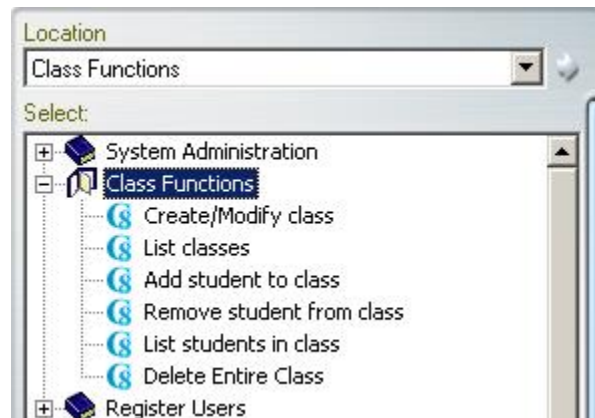 Location
Class Functions
Select:
System Administration
Class Functions
Create/Modify class
List classes
Add student to class
Remove student from class
List students in class
Delete Entire Class
Register Users